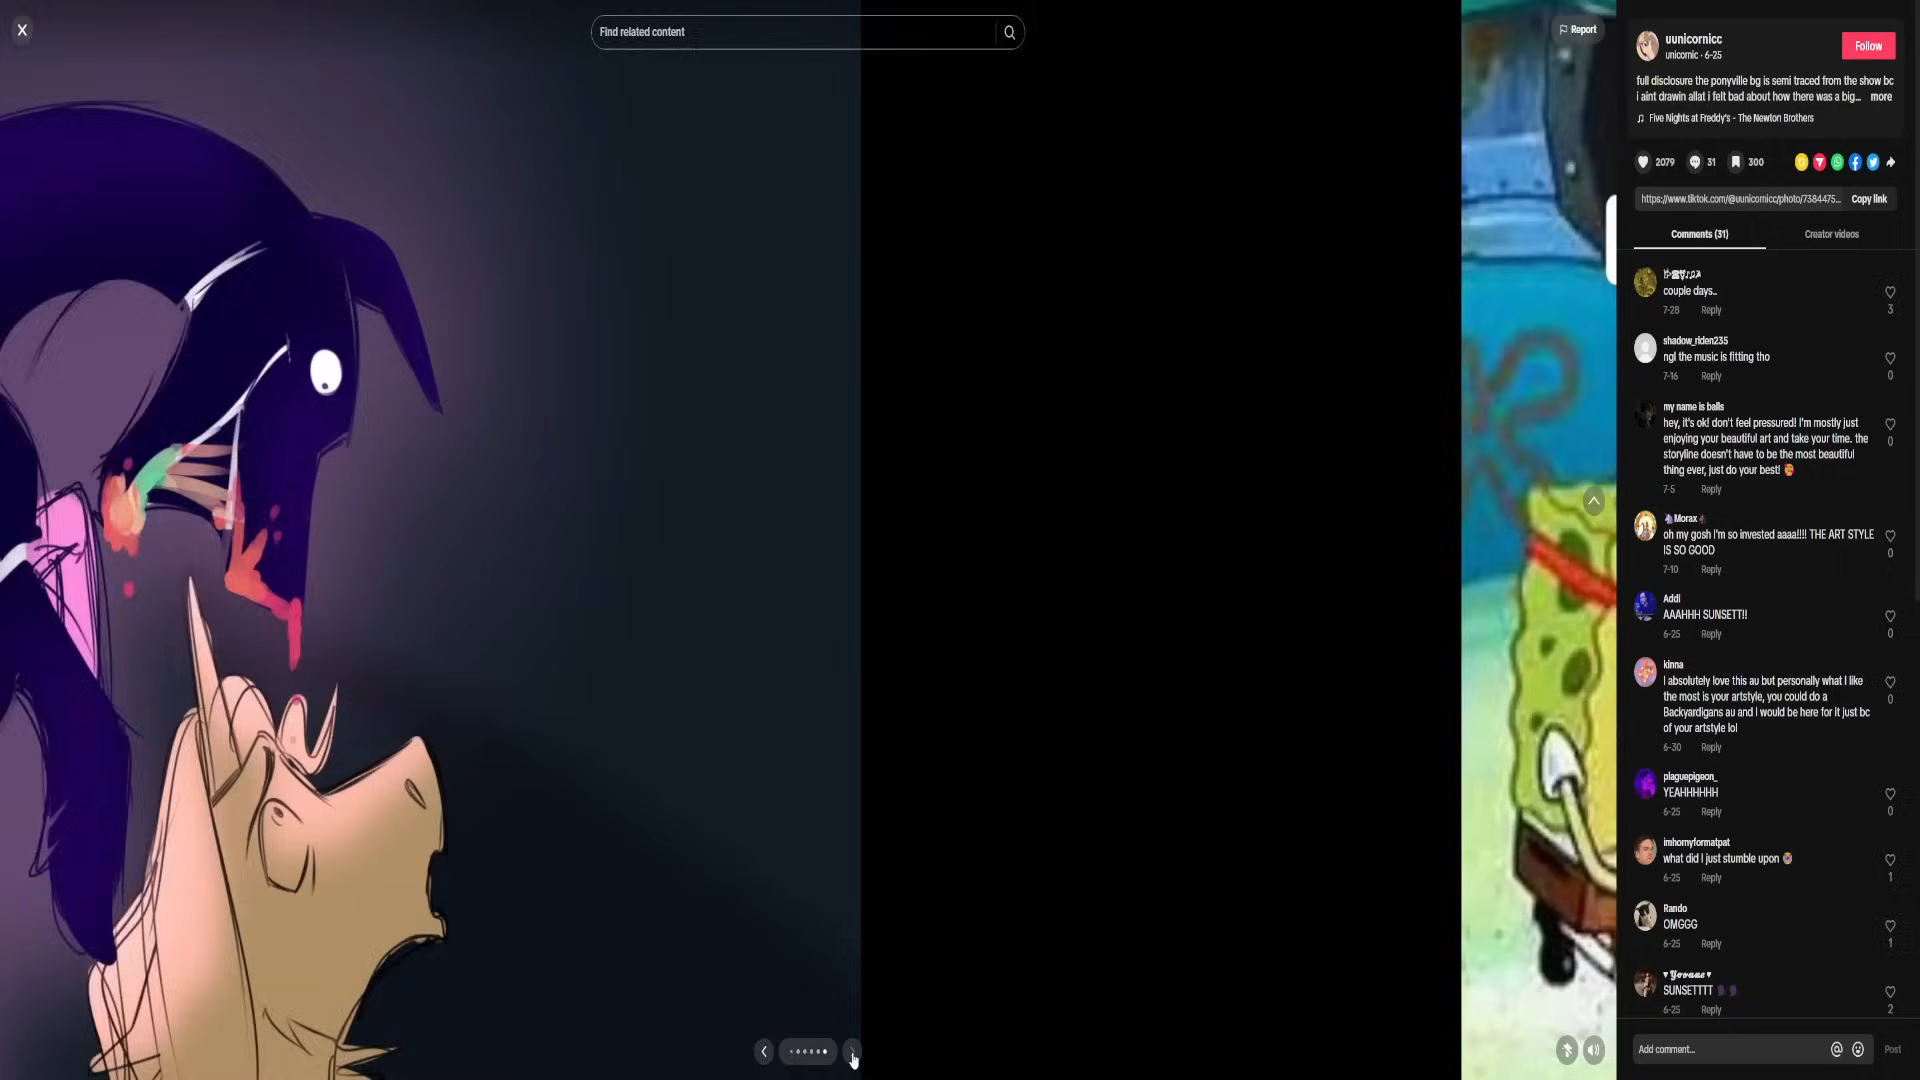 Find related content
Report
uunicornicc
unicornic · 6-25
Follow
full disclosure the ponyville bg is semi traced from the show bc
i aint drawin allat i felt bad about how there was a big... more
Five Nights at Freddy's - The Newton Brothers
2079
31
300
https://www.tiktok.com/@uunicornicc/photo/7384475...
Copy link
Comments (31)
Creator videos
couple days..
3
7-28 Reply
shadow_riden235
ngl the music is fitting tho
7-16 Reply
0
my name is balls
hey, it's ok! don't feel pressured! I'm mostly just
enjoying your beautiful art and take your time. the
storyline doesn't have to be the most beautiful
thing ever, just do your best! 🥰
0
7-5 Reply
Morax
oh my gosh I'm so invested aaaa!!!! THE ART STYLE
IS SO GOOD
0
7-10 Reply
Addi
AAAHHH SUNSETT!!
6-25 Reply
0
kinna
I absolutely love this au but personally what I like
the most is your artstyle, you could do a
Backyardigans au and I would be here for it just bc
of your artstyle lol
0
6-30 Reply
plaguepigeon_
YEAHHHHHH
6-25 Reply
0
imhornyformatpat
what did I just stumble upon
6-25 Reply
1
Rando
OMGGG
6-25 Reply
1
♥ 𝒴𝑜𝓋𝒶𝓃𝑒 ♥
SUNSETTTT
6-25 Reply
2
Add comment...
Post